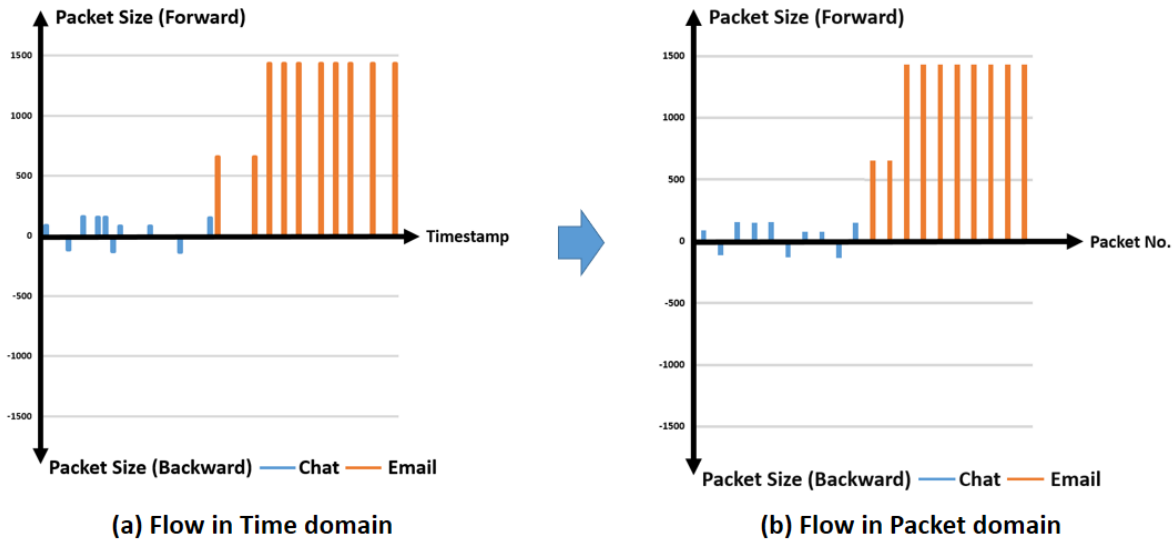 Packet Size (Forward)
1500
1000
500
0
-500
-1000
-1500
Timestamp
Packet Size (Backward) Chat Email
(a) Flow in Time domain
Packet Size (Forward)
1500
1000
500
0
-500
-1000
-1500
Packet No.
Packet Size (Backward) Chat Email
(b) Flow in Packet domain